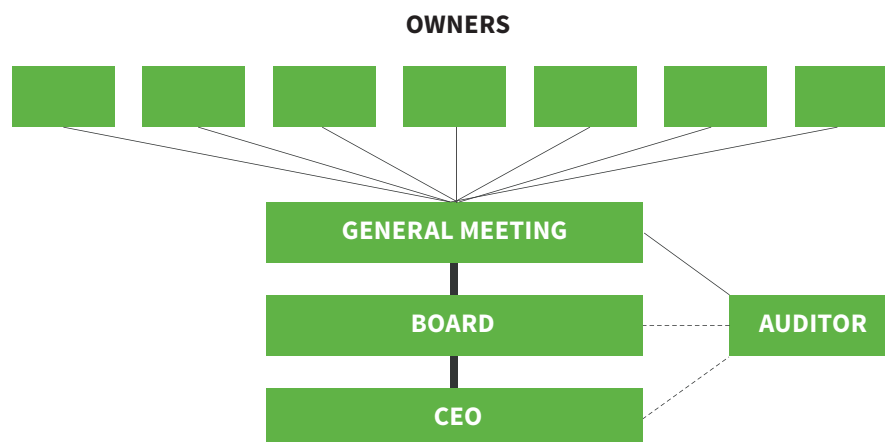 OWNERS
GENERAL MEETING
BOARD
AUDITOR
CEO